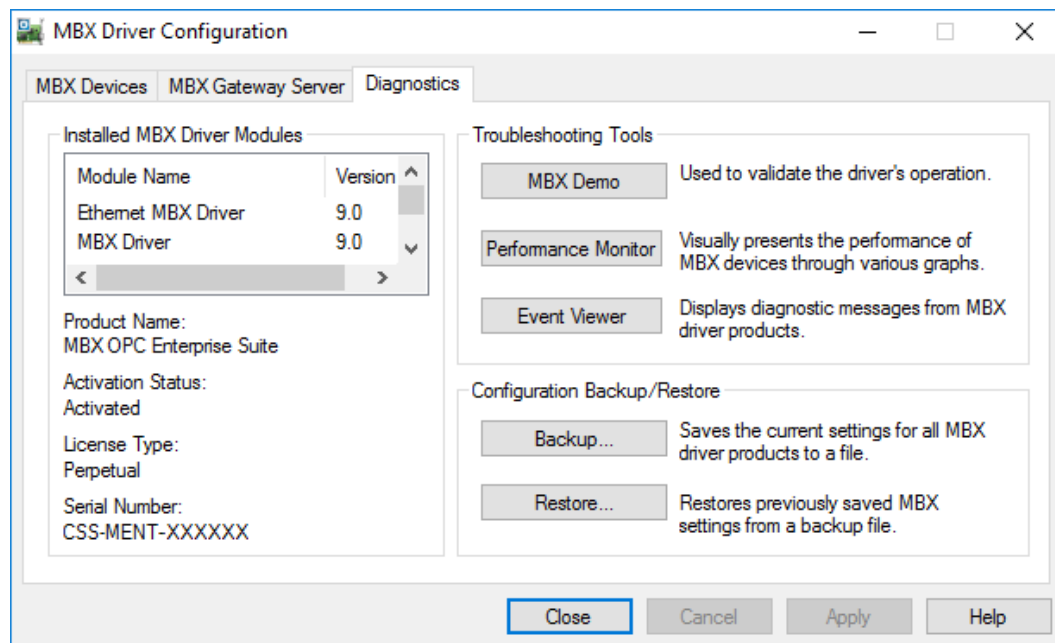 MBX Driver Configuration
MBX Devices
MBX Gateway Server
Diagnostics
Installed MBX Driver Modules
Module Name Version
Ethernet MBX Driver 9.0
MBX Driver 9.0
Product Name:
MBX OPC Enterprise Suite
Activation Status:
Activated
License Type:
Perpetual
Serial Number:
CSS-MENT-XXXXXX
Troubleshooting Tools
MBX Demo
Used to validate the driver's operation.
Performance Monitor
Visually presents the performance of
MBX devices through various graphs.
Event Viewer
Displays diagnostic messages from MBX
driver products.
Configuration Backup/Restore
Backup...
Saves the current settings for all MBX
driver products to a file.
Restore...
Restores previously saved MBX
settings from a backup file.
Close
Cancel
Apply
Help